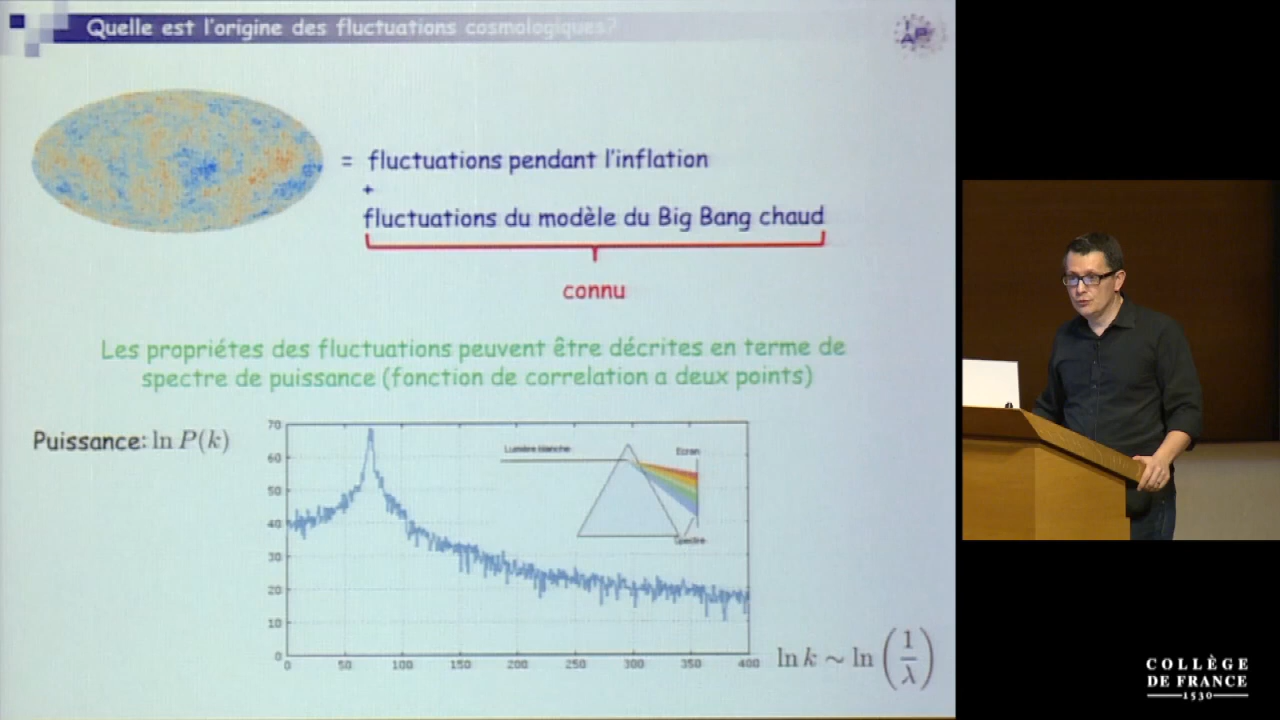 Quelle est l'origine des fluctuations cosmologiques?
= fluctuations pendant l'inflation
+
fluctuations du modèle du Big Bang chaud
connu
Les propriétes des fluctuations peuvent être décrites en terme de
spectre de puissance (fonction de correlation a deux points)
Puissance: ln P(k)
70
60
50
40
30
20
10
0
0 50 100 150 200 250 300 350 400
Lumière blanche
Ecran
Spectre
ln k ~ ln (1/λ)
COLLÈGE
DE FRANCE
1530